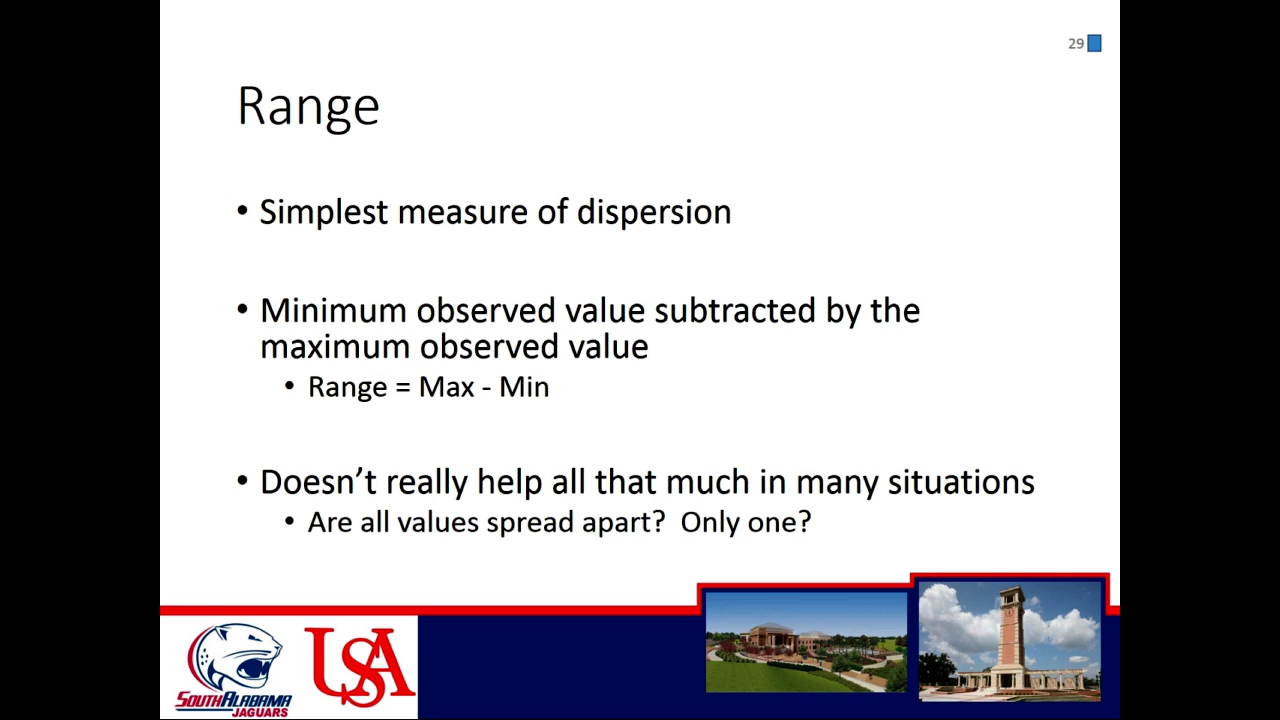 29
Range
• Simplest measure of dispersion
• Minimum observed value subtracted by the
maximum observed value
• Range = Max - Min
• Doesn’t really help all that much in many situations
• Are all values spread apart?  Only one?
SOUTH ALABAMA
JAGUARS
USA